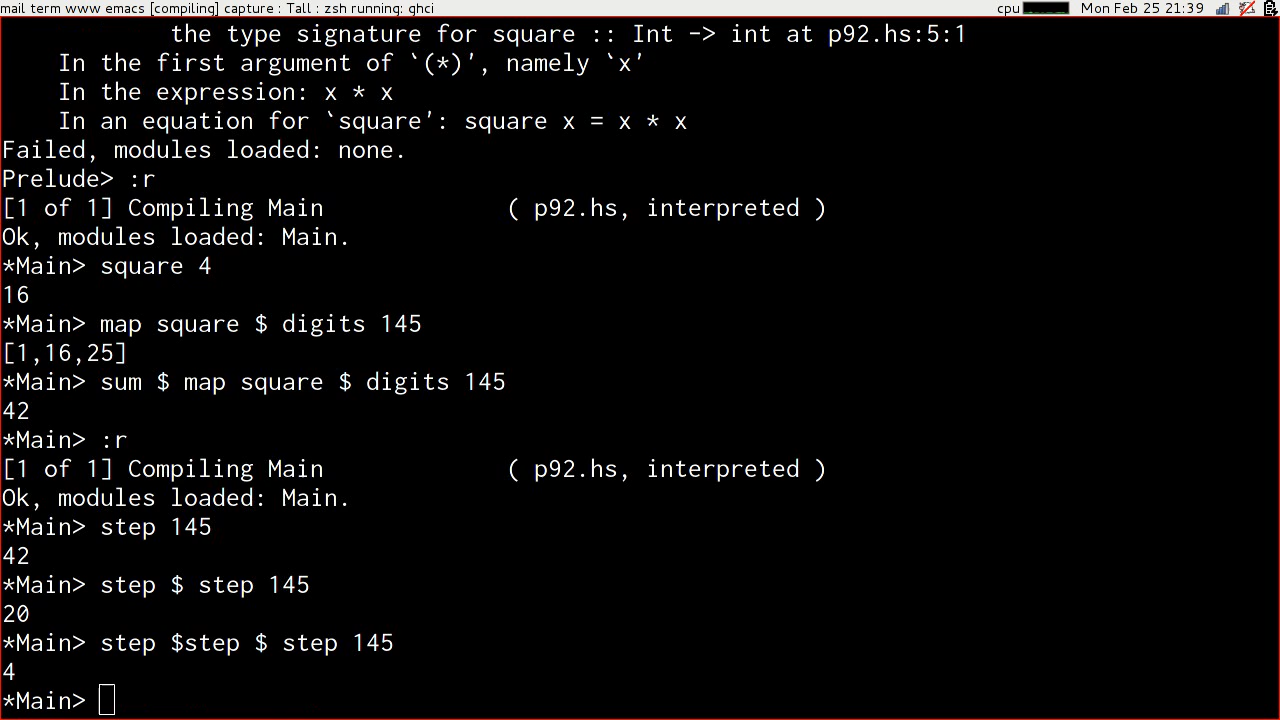 mail term www emacs [compiling] capture : Tall : zsh running: ghci cpu Mon Feb 25 21:39
the type signature for square :: Int -> int at p92.hs:5:1
In the first argument of `(*)', namely `x'
In the expression: x * x
In an equation for `square': square x = x * x
Failed, modules loaded: none.
Prelude> :r
[1 of 1] Compiling Main ( p92.hs, interpreted )
Ok, modules loaded: Main.
*Main> square 4
16
*Main> map square $ digits 145
[1,16,25]
*Main> sum $ map square $ digits 145
42
*Main> :r
[1 of 1] Compiling Main ( p92.hs, interpreted )
Ok, modules loaded: Main.
*Main> step 145
42
*Main> step $ step 145
20
*Main> step $step $ step 145
4
*Main>